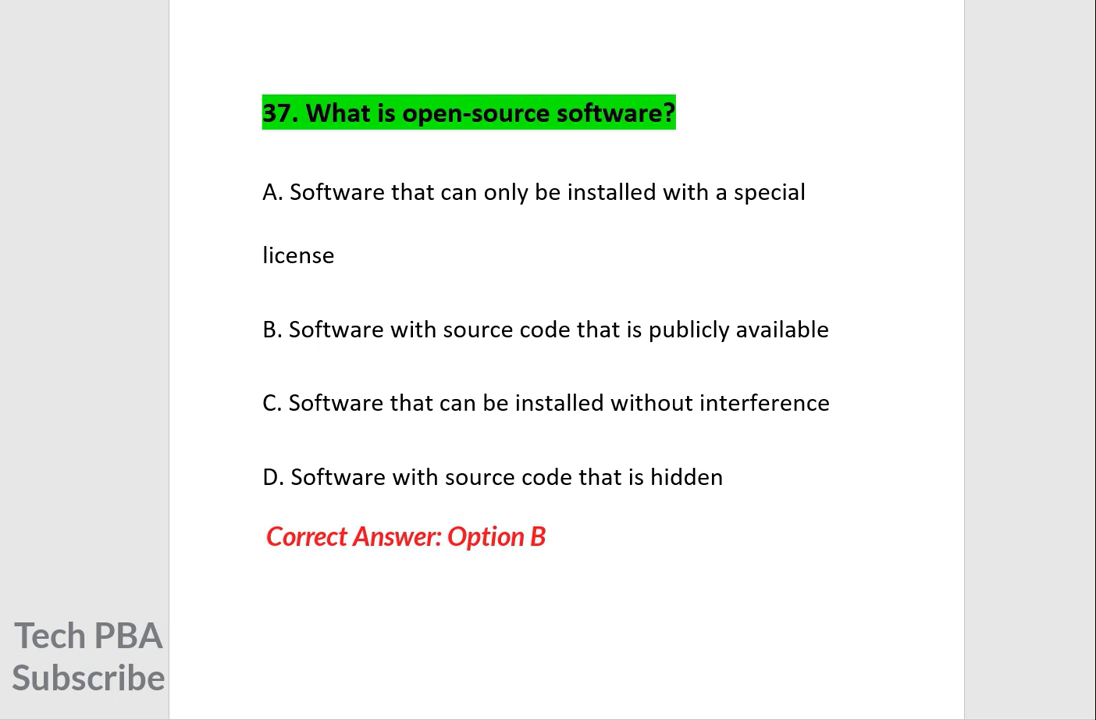 37. What is open-source software?
A. Software that can only be installed with a special
license
B. Software with source code that is publicly available
C. Software that can be installed without interference
D. Software with source code that is hidden
Correct Answer: Option B
Tech PBA
Subscribe